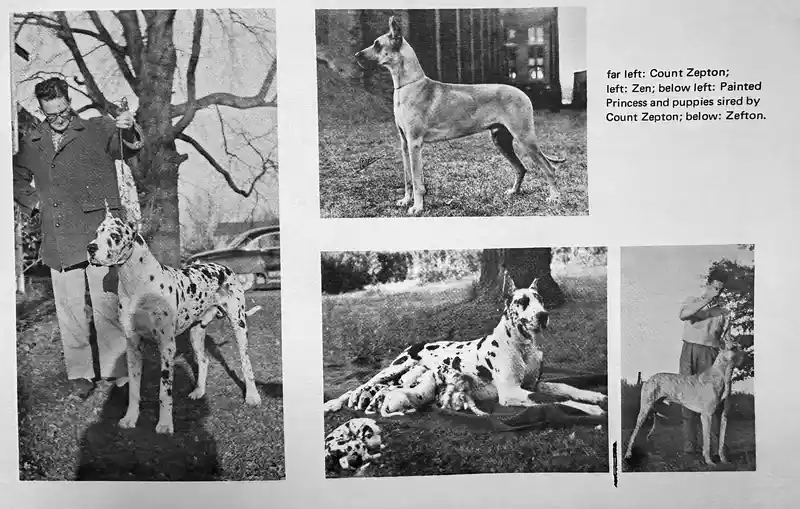 far left: Count Zepton;
left: Zen; below left: Painted
Princess and puppies sired by
Count Zepton; below: Zefton.